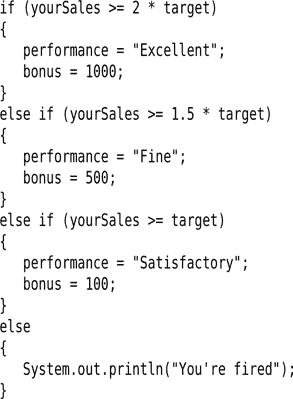 if (yourSales >= 2 * target)
{
   performance = "Excellent";
   bonus = 1000;
}
else if (yourSales >= 1.5 * target)
{
   performance = "Fine";
   bonus = 500;
}
else if (yourSales >= target)
{
   performance = "Satisfactory";
   bonus = 100;
}
else
{
   System.out.println("You're fired");
}